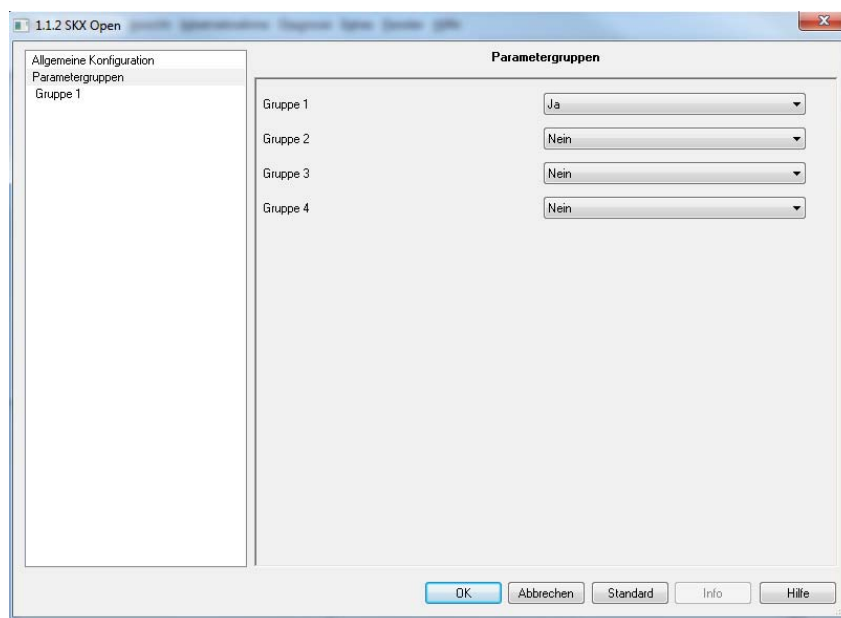 1.1.2 SKX Open
Allgemeine Konfiguration
Parametergruppen
Gruppe 1
Parametergruppen
Gruppe 1 Ja
Gruppe 2 Nein
Gruppe 3 Nein
Gruppe 4 Nein
OK Abbrechen Standard Info Hilfe